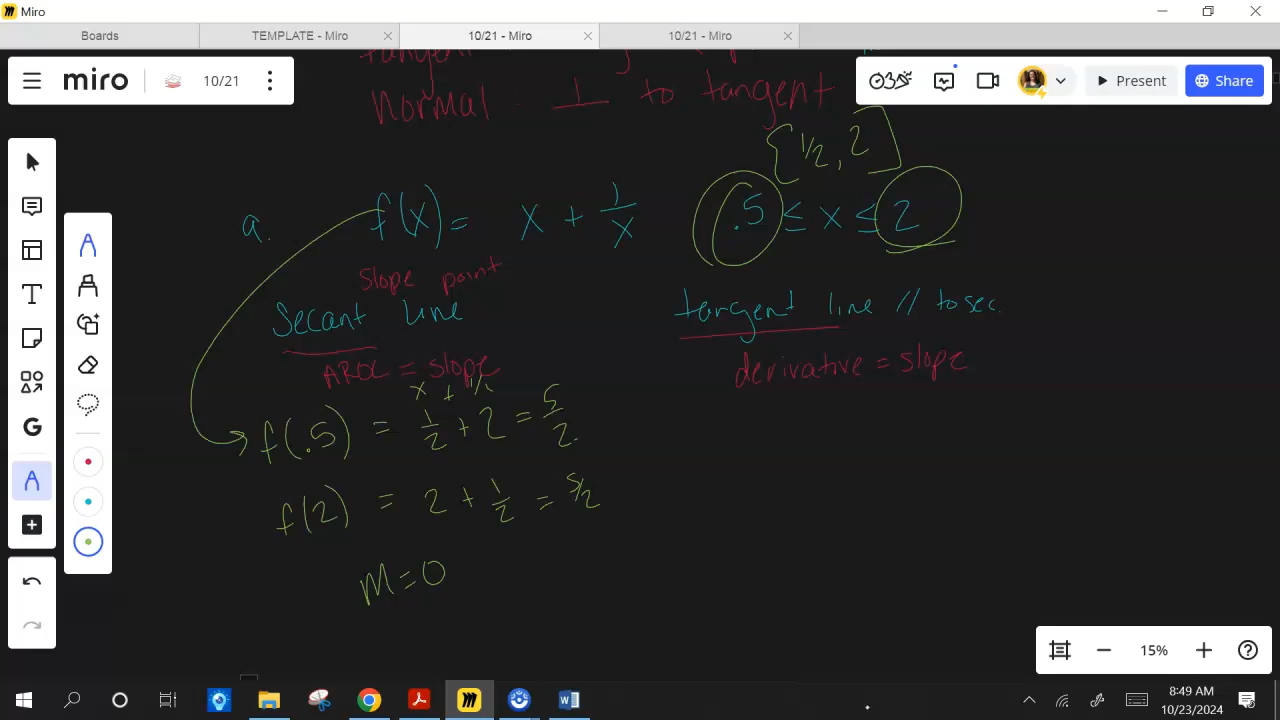 Miro
Boards
TEMPLATE - Miro
10/21 - Miro
10/21 - Miro
miro
10/21
Present
Share
tangent
Normal ⊥ to tangent
[1/2, 2]
a. f(x) = x + 1/x
.5 ≤ x ≤ 2
Slope point
Secant line
tangent line // to sec.
AROC = slope
derivative = slope
x + 1/x
f(.5) = 1/2 + 2 = 5/2
f(2) = 2 + 1/2 = 5/2
M=0
15%
8:49 AM
10/23/2024